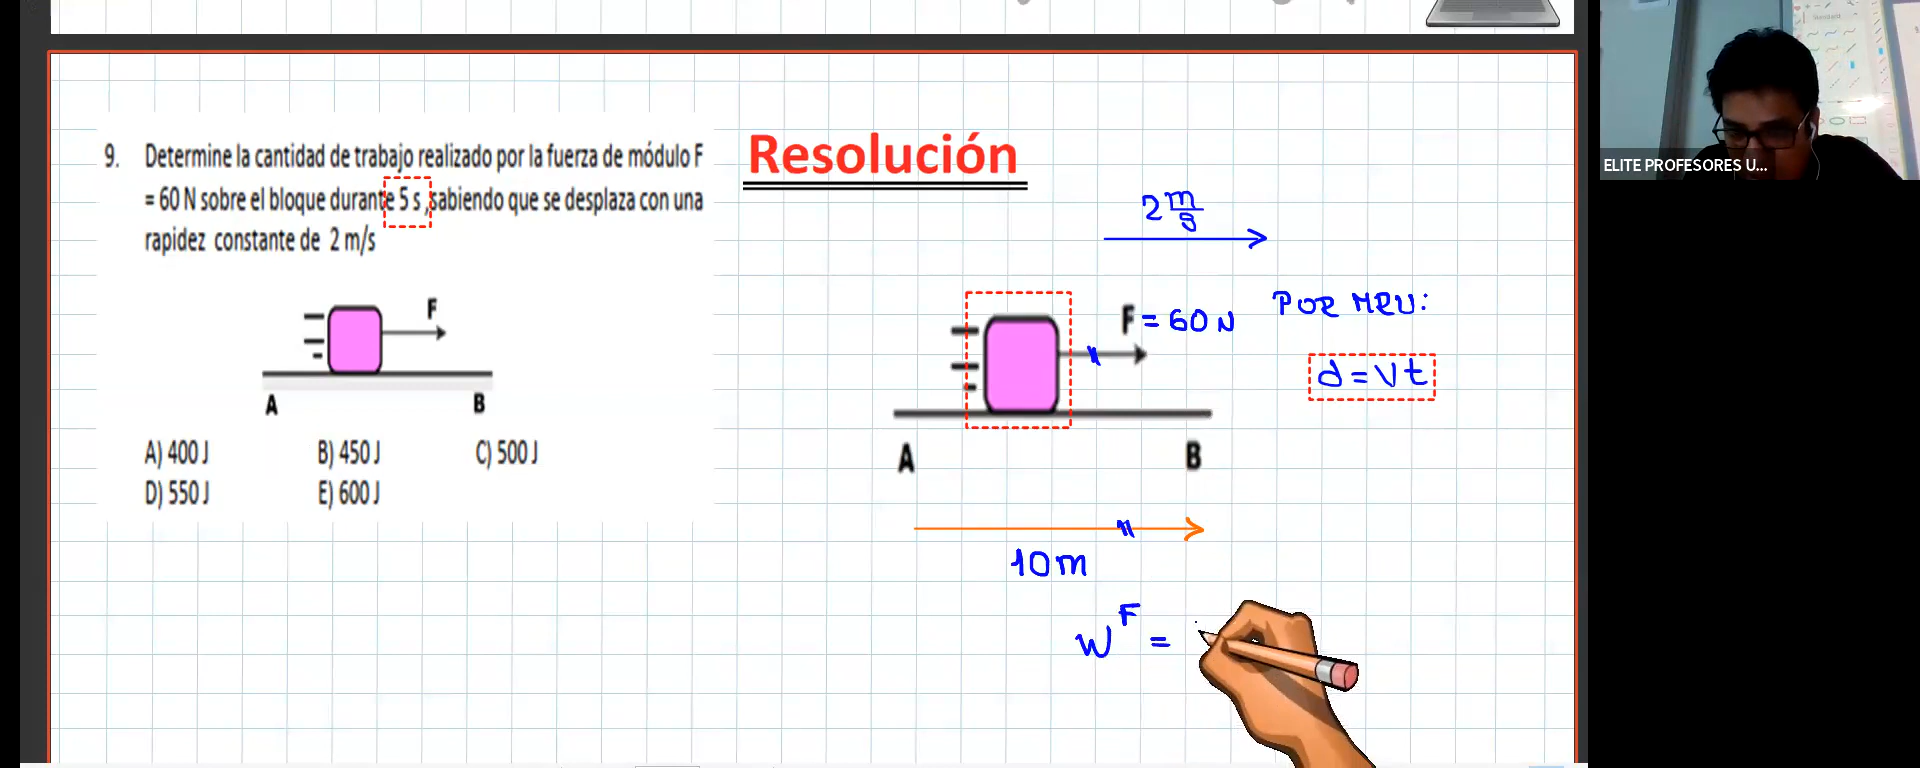 9. Determine la cantidad de trabajo realizado por la fuerza de módulo F
= 60 N sobre el bloque durante 5 s ,sabiendo que se desplaza con una
rapidez constante de 2 m/s
F
A B
A) 400 J B) 450 J C) 500 J
D) 550 J E) 600 J
Resolución
2 m/s
F = 60 N
POR MRU:
d = Vt
A B
10m
W^F =
ELITE PROFESORES U...